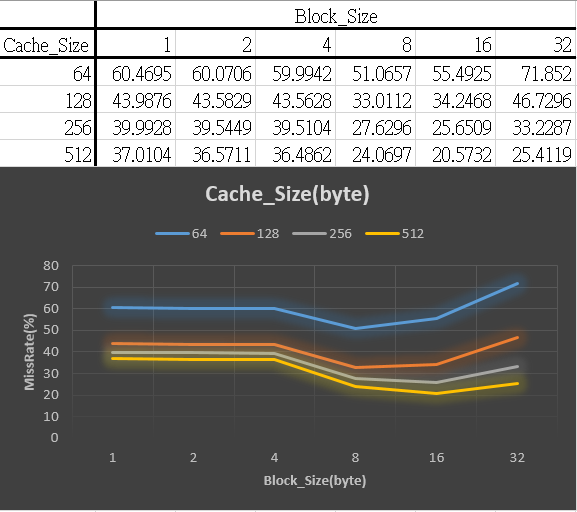 Block_Size
Cache_Size 1 2 4 8 16 32
64 60.4695 60.0706 59.9942 51.0657 55.4925 71.852
128 43.9876 43.5829 43.5628 33.0112 34.2468 46.7296
256 39.9928 39.5449 39.5104 27.6296 25.6509 33.2287
512 37.0104 36.5711 36.4862 24.0697 20.5732 25.4119
Cache_Size(byte)
64 128 256 512
80
70
60
50
40
30
20
10
0
MissRate(%)
1 2 4 8 16 32
Block_Size(byte)